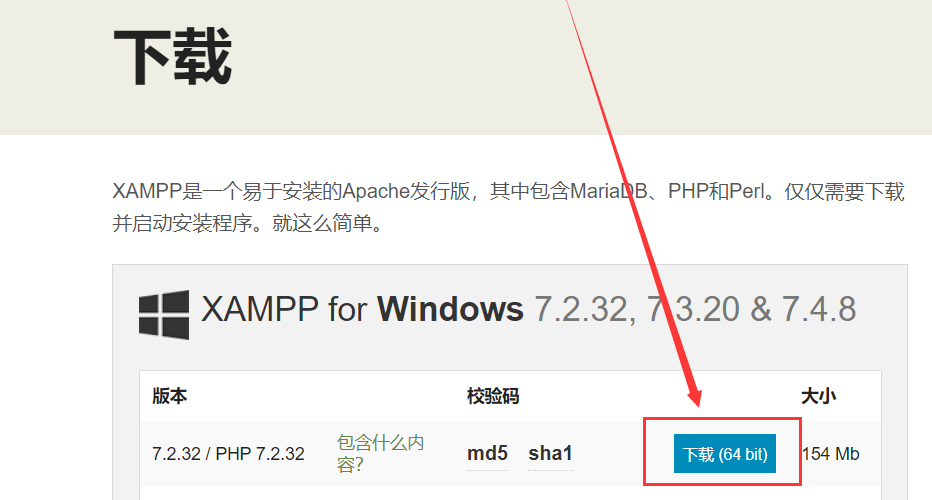 下载
XAMPP是一个易于安装的Apache发行版，其中包含MariaDB、PHP和Perl。仅仅需要下载
并启动安装程序。就这么简单。
XAMPP for Windows 7.2.32, 7.3.20 & 7.4.8
版本 校验码 大小
7.2.32 / PHP 7.2.32 包含什么内容? md5 sha1 下载 (64 bit) 154 Mb